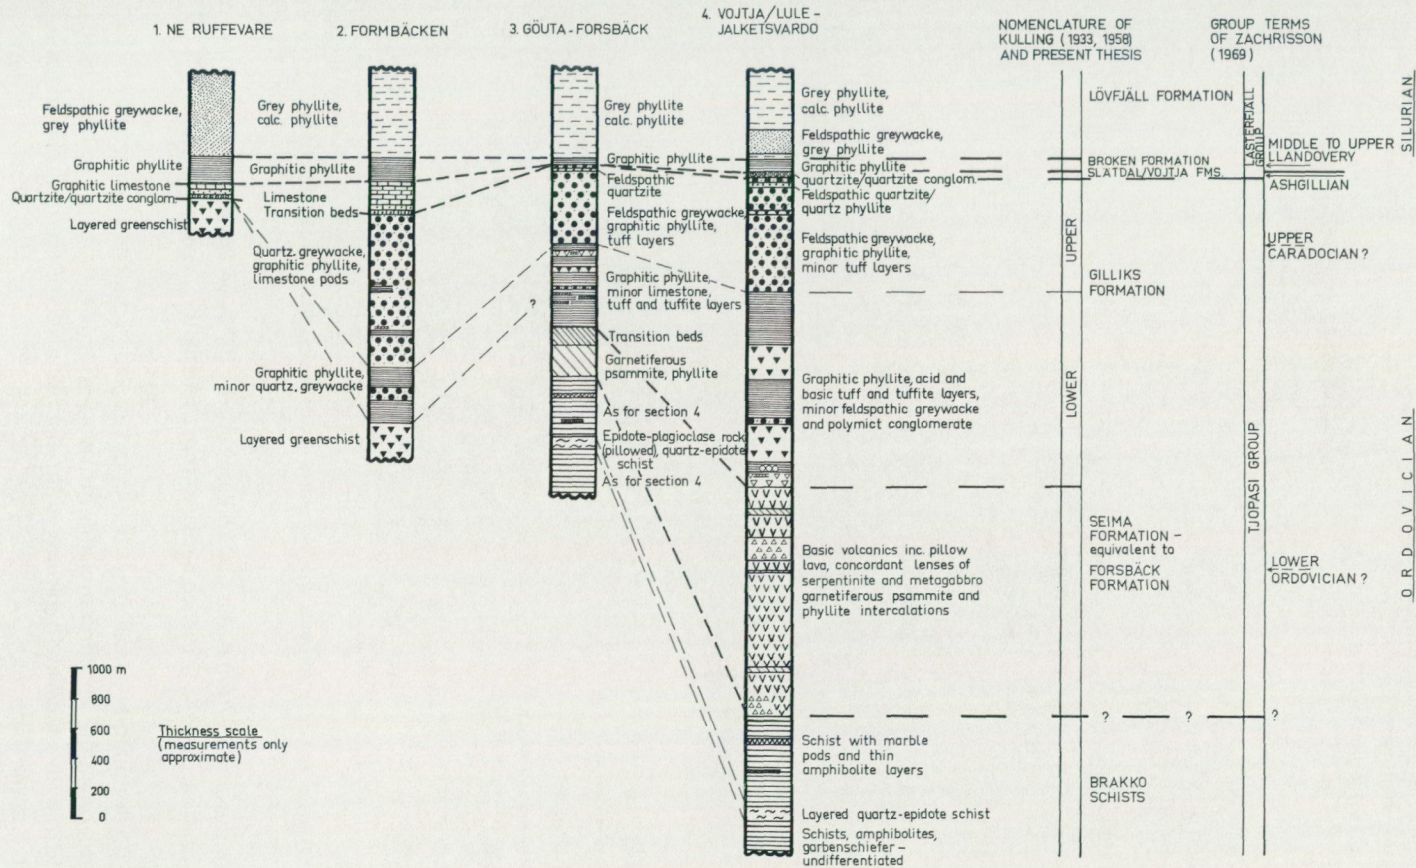 1. NE RUFFEVARE
2. FORMBÄCKEN
3. GÖUTA-FORSBÄCK
4. VOJTJA/LULE-
JALKETSVARDO
NOMENCLATURE OF
KULLING (1933, 1958)
AND PRESENT THESIS
GROUP TERMS
OF ZACHRISSON
(1969)
Feldspathic greywacke,
grey phyllite
Graphitic phyllite
Graphitic limestone
Quartzite/quartzite conglom.
Layered greenschist
Grey phyllite,
calc. phyllite
Graphitic phyllite
Limestone
Transition beds
Quartz. greywacke,
graphitic phyllite,
limestone pods
Graphitic phyllite,
minor quartz. greywacke
Layered greenschist
Grey phyllite
calc. phyllite
Graphitic phyllite
Feldspathic
quartzite
Feldspathic greywacke,
graphitic phyllite,
tuff layers
Graphitic phyllite,
minor limestone,
tuff and tuffite layers
?
Transition beds
Garnetiferous
psammite, phyllite
As for section 4
Epidote-plagioclase rock
(pillowed), quartz-epidote
schist
As for section 4
Grey phyllite,
calc. phyllite
Feldspathic greywacke,
grey phyllite
Graphitic phyllite
quartzite/quartzite conglom.
Feldspathic quartzite/
quartz phyllite
Feldspathic greywacke,
graphitic phyllite,
minor tuff layers
Graphitic phyllite, acid and
basic tuff and tuffite layers,
minor feldspathic greywacke
and polymict conglomerate
Basic volcanics inc. pillow
lava, concordant lenses of
serpentinite and metagabbro
garnetiferous psammite and
phyllite intercalations
Schist with marble
pods and thin
amphibolite layers
Layered quartz-epidote schist
Schists, amphibolites,
garbenschiefer –
undifferentiated
UPPER
LOWER
LÖVFJÄLL FORMATION
BROKEN FORMATION
SLATDAL/VOJTJA FMS.
GILLIKS
FORMATION
SEIMA
FORMATION –
equivalent to
FORSBÄCK
FORMATION
? ? ?
BRAKKO
SCHISTS
LASTERFJÄLL
GROUP
TJOPASI GROUP
MIDDLE TO UPPER
LLANDOVERY
ASHGILLIAN
UPPER
CARADOCIAN ?
LOWER
ORDOVICIAN ?
SILURIAN
ORDOVICIAN
1000 m
800
600
400
200
0
Thickness scale
(measurements only
approximate)